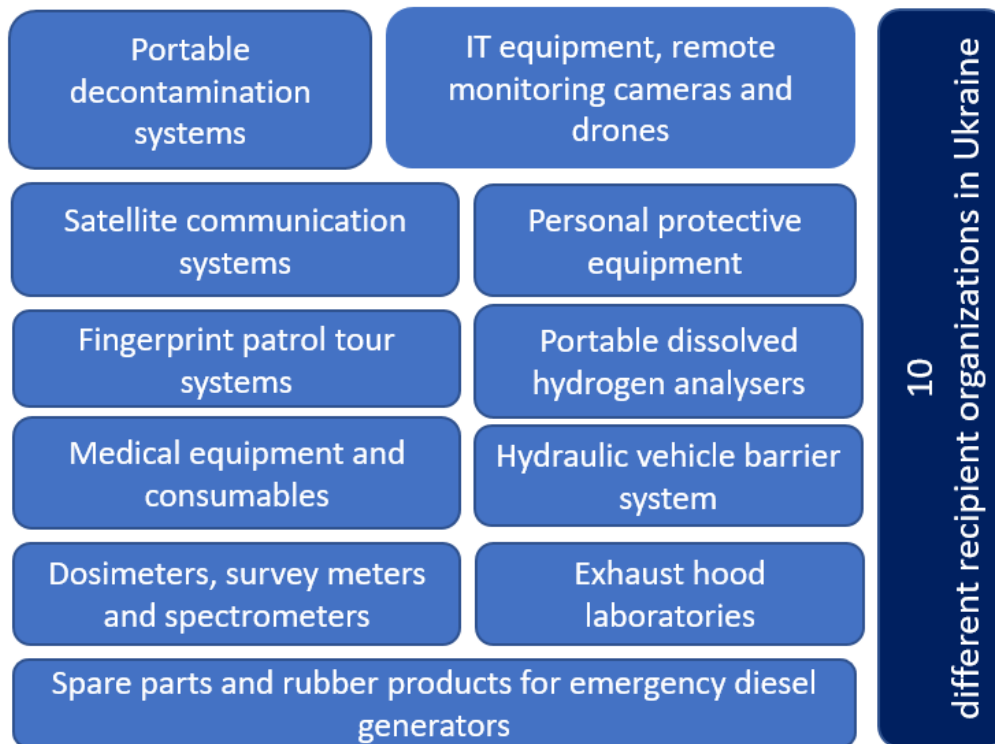 Portable
decontamination
systems
IT equipment, remote
monitoring cameras and
drones
Satellite communication
systems
Personal protective
equipment
Fingerprint patrol tour
systems
Portable dissolved
hydrogen analysers
Medical equipment and
consumables
Hydraulic vehicle barrier
system
Dosimeters, survey meters
and spectrometers
Exhaust hood
laboratories
Spare parts and rubber products for emergency diesel
generators
10
different recipient organizations in Ukraine